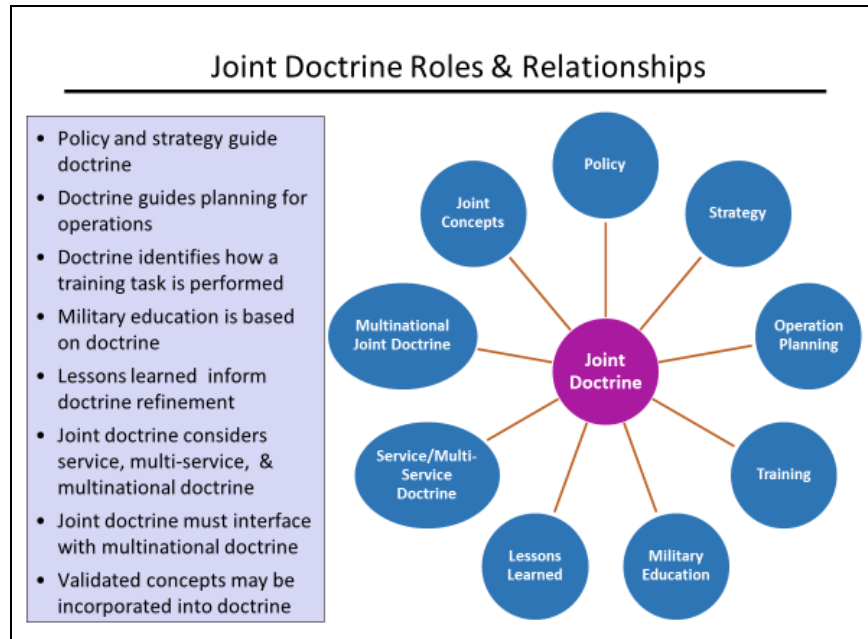 Joint Doctrine Roles & Relationships
• Policy and strategy guide
doctrine
• Doctrine guides planning for
operations
• Doctrine identifies how a
training task is performed
• Military education is based
on doctrine
• Lessons learned inform
doctrine refinement
• Joint doctrine considers
service, multi-service, &
multinational doctrine
• Joint doctrine must interface
with multinational doctrine
• Validated concepts may be
incorporated into doctrine
Policy
Strategy
Operation
Planning
Training
Military
Education
Lessons
Learned
Service/Multi-
Service
Doctrine
Multinational
Joint Doctrine
Joint
Concepts
Joint
Doctrine